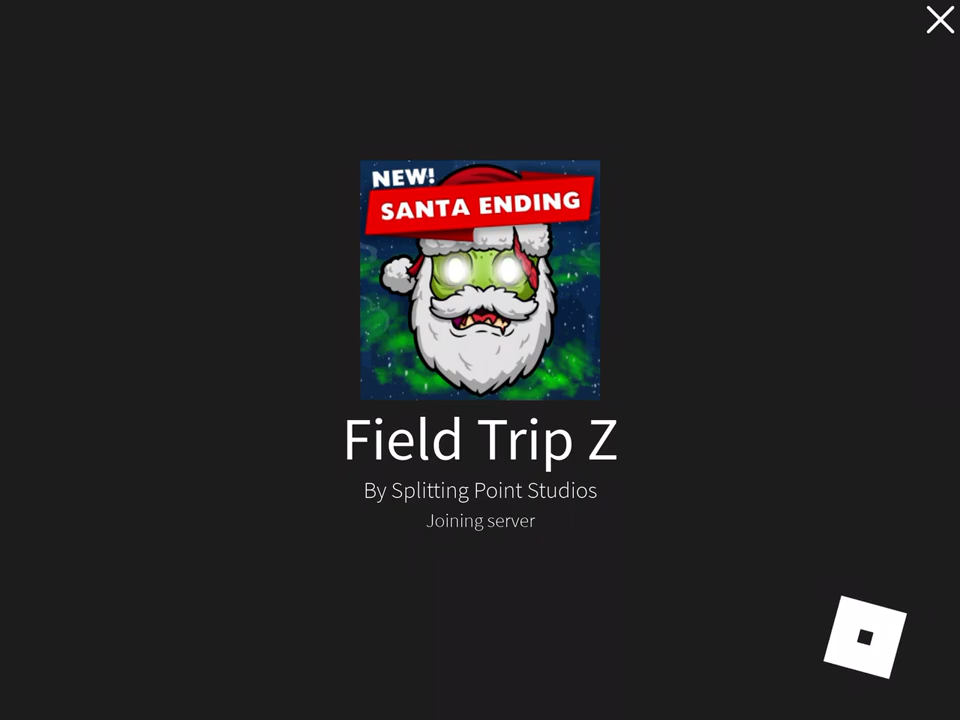 NEW!
SANTA ENDING
Field Trip Z
By Splitting Point Studios
Joining server